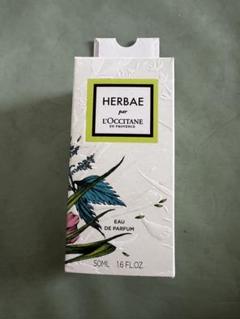 HERBAE
par
L'OCCITANE
EN PROVENCE
EAU
DE PARFUM
50ML 1.6 FL.OZ.